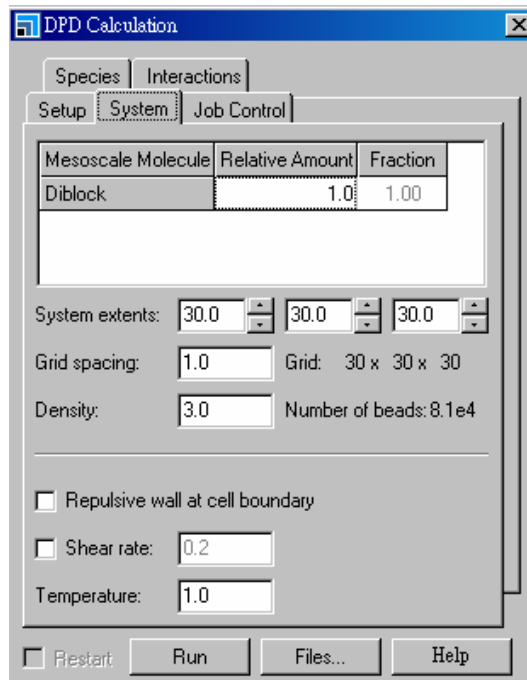 DPD Calculation
Species Interactions
Setup System Job Control
Mesoscale Molecule Relative Amount Fraction
Diblock 1.0 1.00
System extents: 30.0 30.0 30.0
Grid spacing: 1.0 Grid: 30 x 30 x 30
Density: 3.0 Number of beads: 8.1e4
Repulsive wall at cell boundary
Shear rate: 0.2
Temperature: 1.0
Restart Run Files... Help